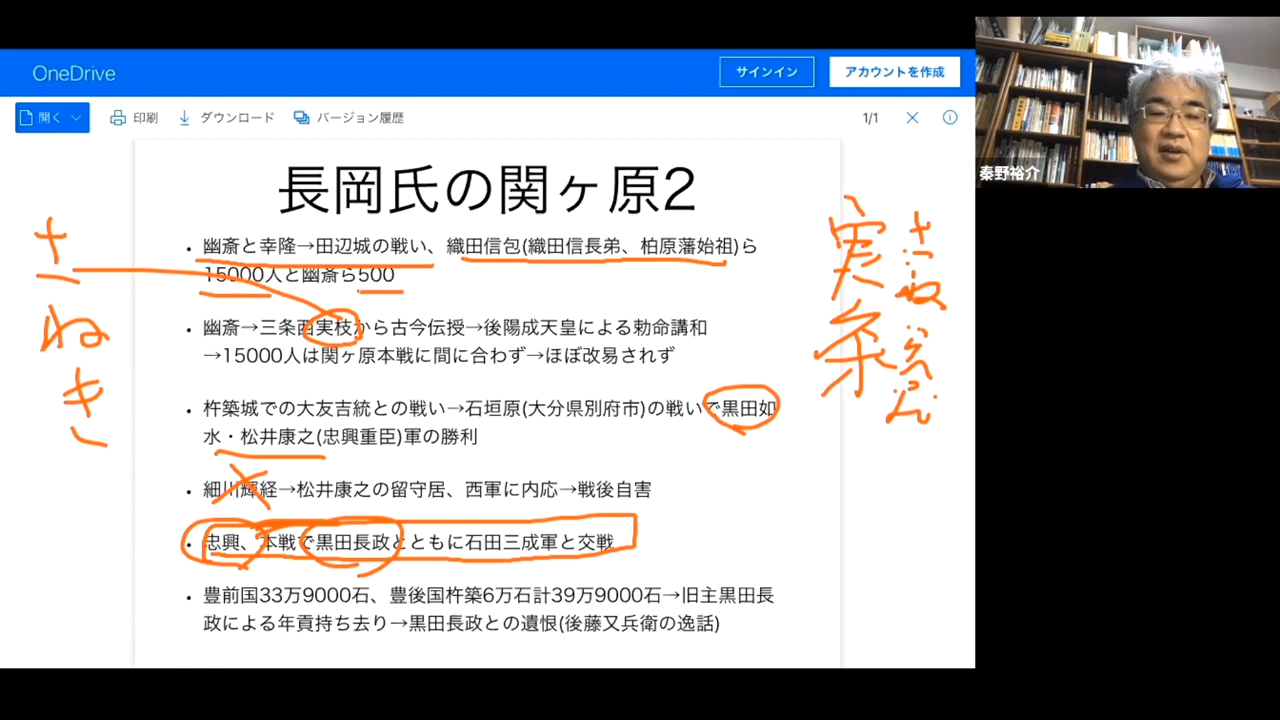 OneDrive
サインイン
アカウントを作成
開く
印刷
ダウンロード
バージョン履歴
1/1
秦野裕介
長岡氏の関ヶ原2
• 幽斎と幸隆→田辺城の戦い、織田信包(織田信長弟、柏原藩始祖)ら
15000人と幽斎ら500
• 幽斎→三条西実枝から古今伝授→後陽成天皇による勅命講和
→15000人は関ヶ原本戦に間に合わず→ほぼ改易されず
• 杵築城での大友吉統との戦い→石垣原(大分県別府市)の戦いで黒田如
水・松井康之(忠興重臣)軍の勝利
• 細川輝経→松井康之の留守居、西軍に内応→戦後自害
• 忠興、本戦で黒田長政とともに石田三成軍と交戦
• 豊前国33万9000石、豊後国杵築6万石計39万9000石→旧主黒田長
政による年貢持ち去り→黒田長政との遺恨(後藤又兵衛の逸話)
さねき
実条